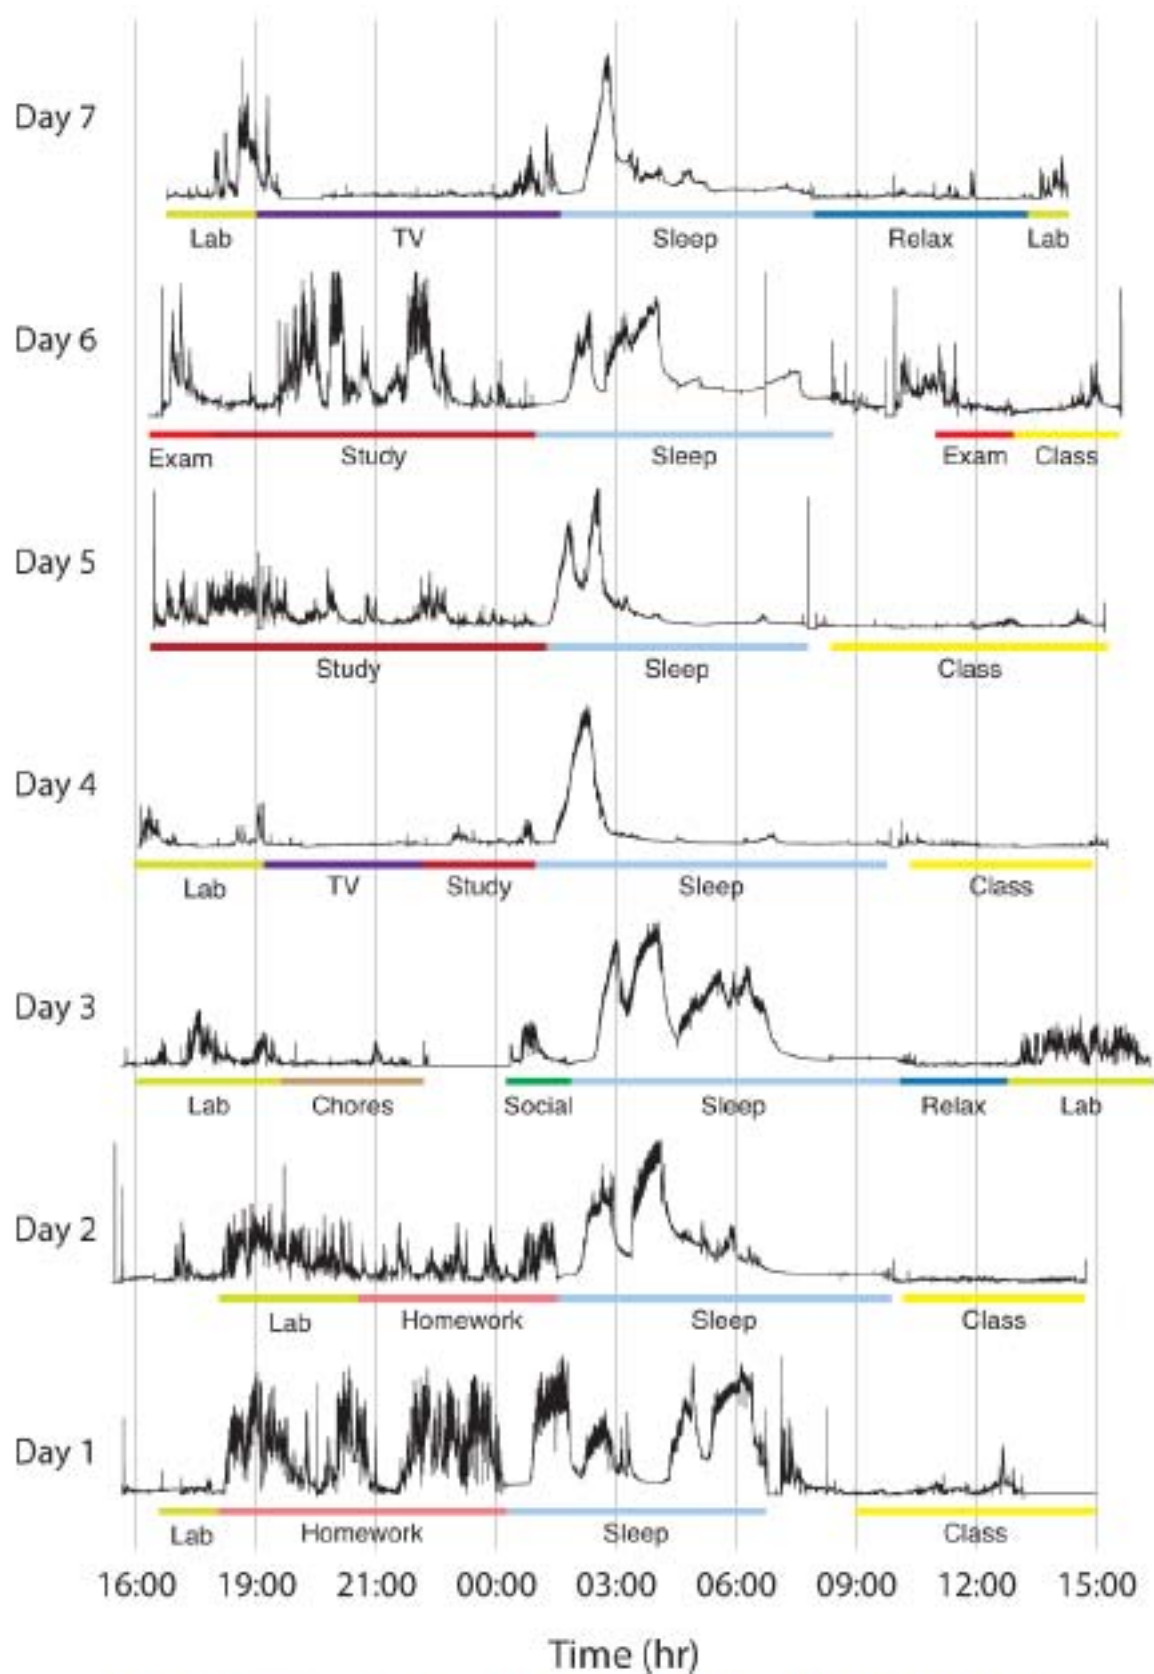 Day 7
Lab TV Sleep Relax Lab
Day 6
Exam Study Sleep Exam Class
Day 5
Study Sleep Class
Day 4
Lab TV Study Sleep Class
Day 3
Lab Chores Social Sleep Relax Lab
Day 2
Lab Homework Sleep Class
Day 1
Lab Homework Sleep Class
16:00 19:00 21:00 00:00 03:00 06:00 09:00 12:00 15:00
Time (hr)